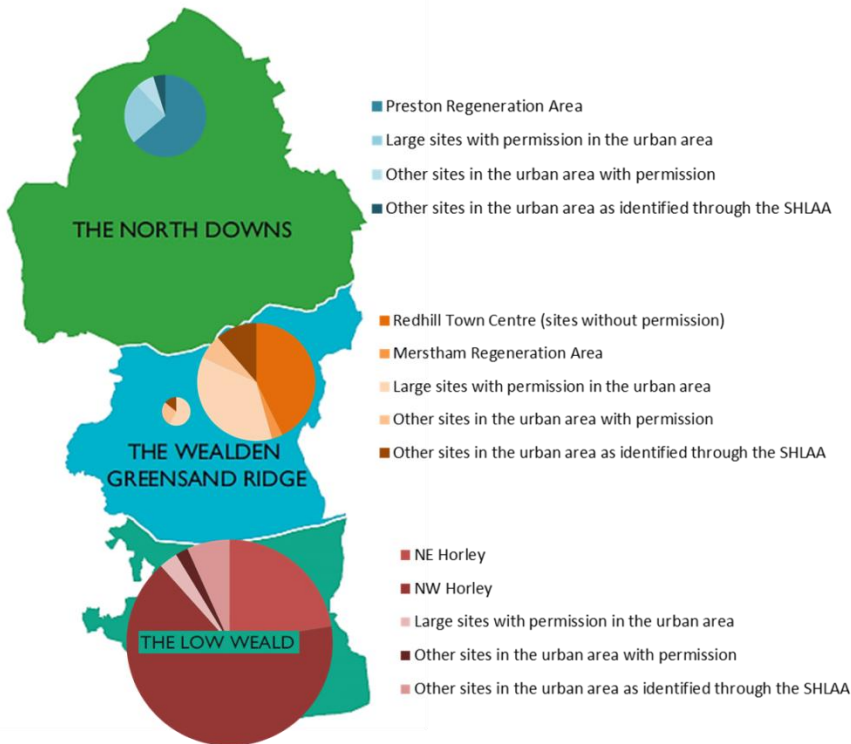 Preston Regeneration Area
Large sites with permission in the urban area
Other sites in the urban area with permission
Other sites in the urban area as identified through the SHLAA
THE NORTH DOWNS
Redhill Town Centre (sites without permission)
Merstham Regeneration Area
Large sites with permission in the urban area
Other sites in the urban area with permission
Other sites in the urban area as identified through the SHLAA
THE WEALDEN
GREENSAND RIDGE
NE Horley
NW Horley
Large sites with permission in the urban area
Other sites in the urban area with permission
Other sites in the urban area as identified through the SHLAA
THE LOW WEALD